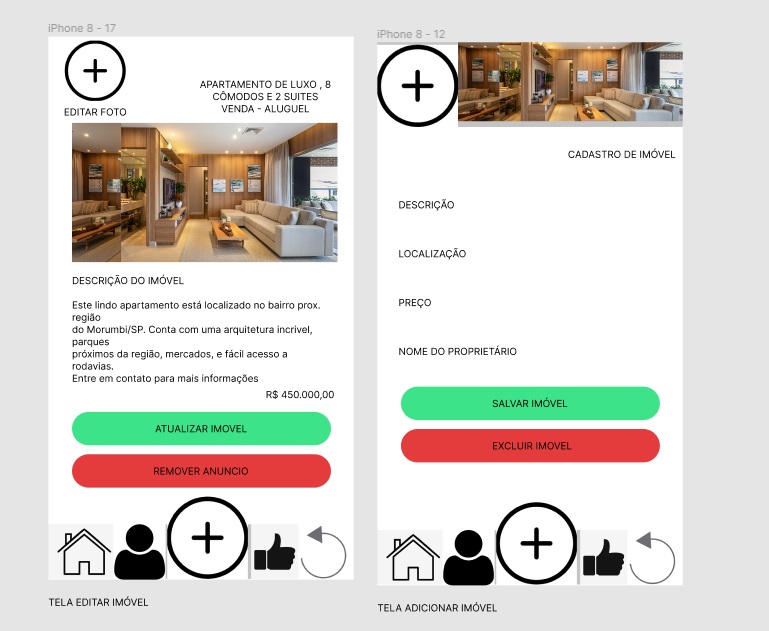 iPhone 8 - 17
EDITAR FOTO
APARTAMENTO DE LUXO , 8
CÔMODOS E 2 SUITES
VENDA - ALUGUEL
DESCRIÇÃO DO IMÓVEL
Este lindo apartamento está localizado no bairro prox.
região
do Morumbi/SP. Conta com uma arquitetura incrivel,
parques
próximos da região, mercados, e fácil acesso a
rodavias.
Entre em contato para mais informações
R$ 450.000,00
ATUALIZAR IMOVEL
REMOVER ANUNCIO
TELA EDITAR IMÓVEL
iPhone 8 - 12
CADASTRO DE IMÓVEL
DESCRIÇÃO
LOCALIZAÇÃO
PREÇO
NOME DO PROPRIETÁRIO
SALVAR IMÓVEL
EXCLUIR IMOVEL
TELA ADICIONAR IMÓVEL